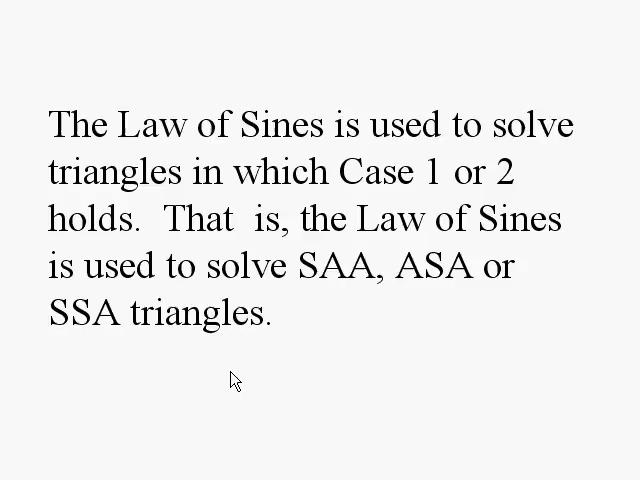 The Law of Sines is used to solve
triangles in which Case 1 or 2
holds.  That  is, the Law of Sines
is used to solve SAA, ASA or
SSA triangles.